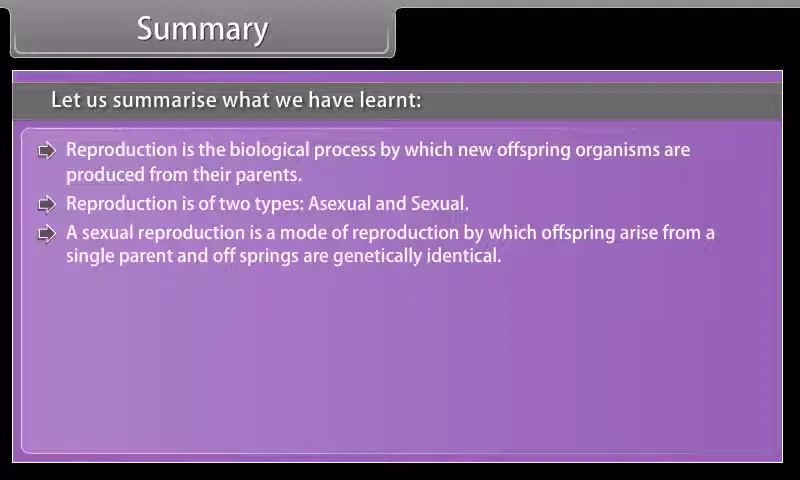 Summary
Let us summarise what we have learnt:
Reproduction is the biological process by which new offspring organisms are
produced from their parents.
Reproduction is of two types: Asexual and Sexual.
A sexual reproduction is a mode of reproduction by which offspring arise from a
single parent and off springs are genetically identical.